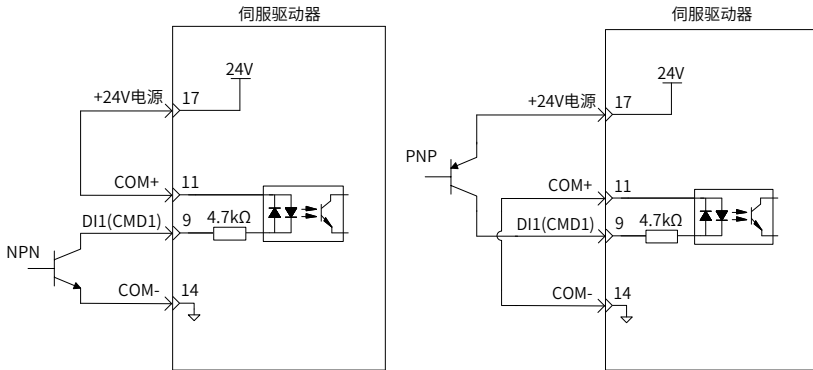 伺服驱动器
24V
+24V电源
17
COM+
11
DI1(CMD1)
9
4.7kΩ
NPN
COM-
14
伺服驱动器
24V
+24V电源
17
PNP
COM+
11
DI1(CMD1)
9
4.7kΩ
COM-
14